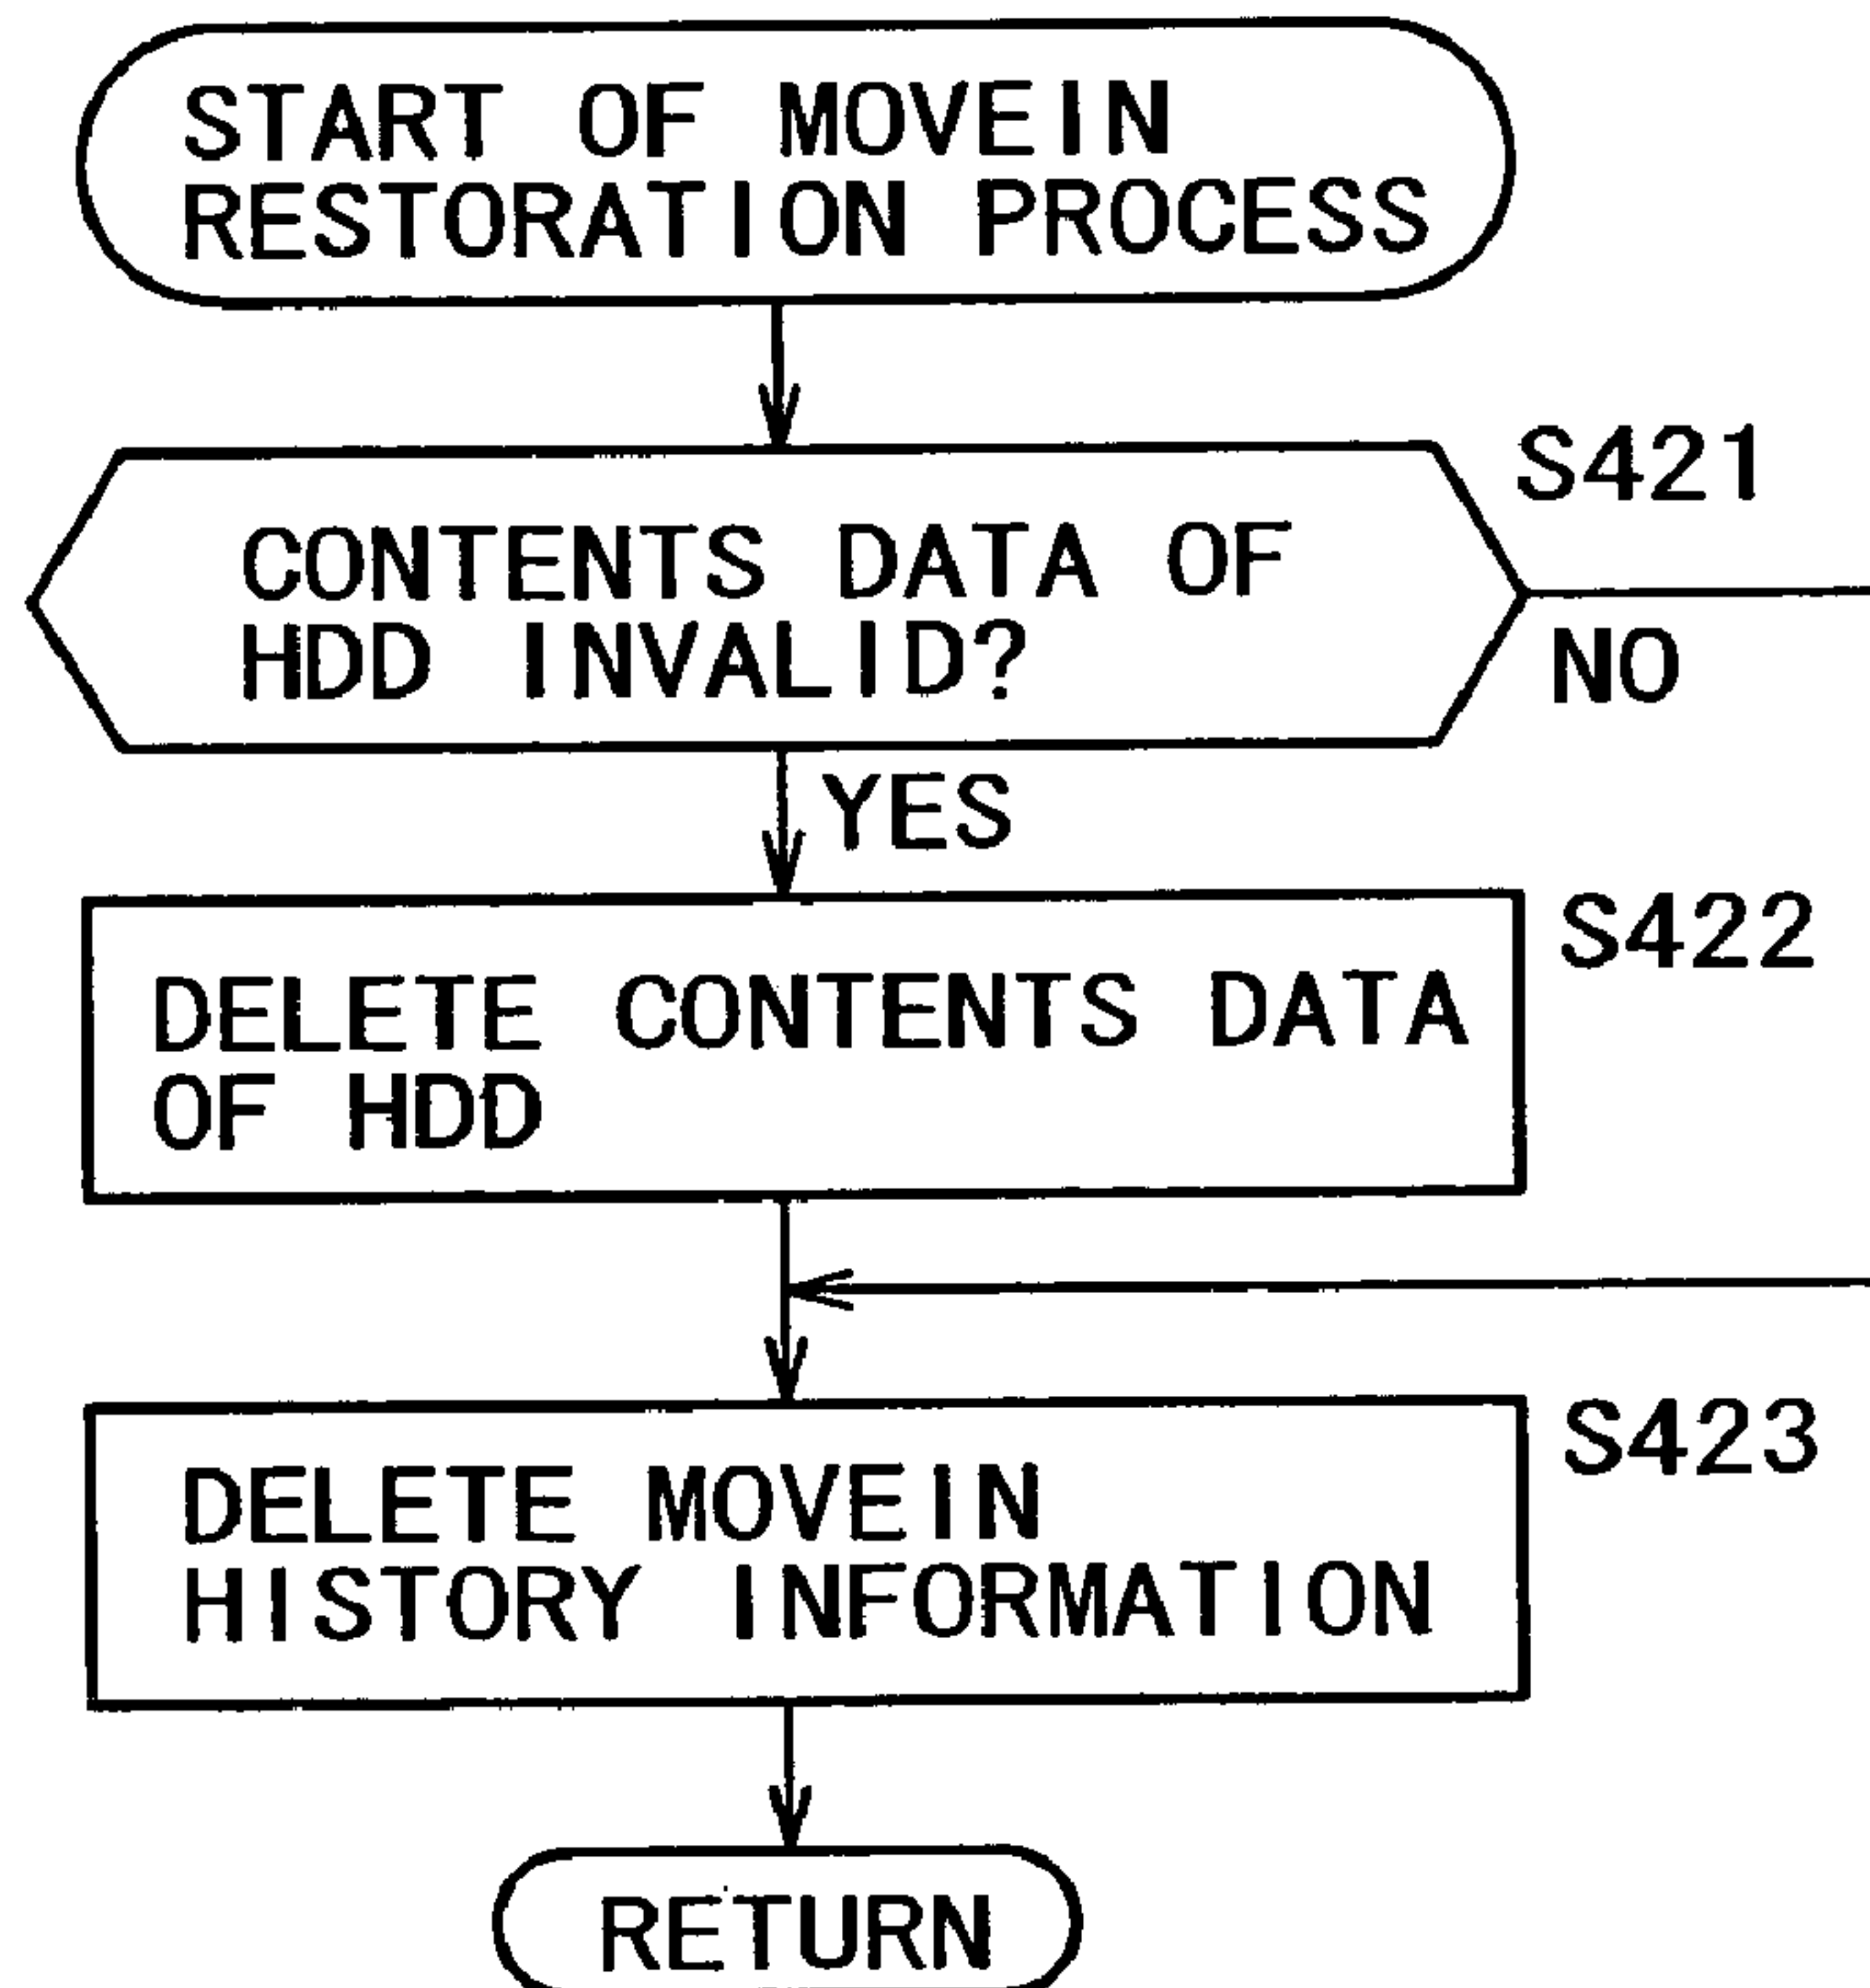 START OF MOVEIN
RESTORATION PROCESS
S421
CONTENTS DATA OF
HDD INVALID?
NO
YES
S422
DELETE CONTENTS DATA
OF HDD
S423
DELETE MOVEIN
HISTORY INFORMATION
RETURN